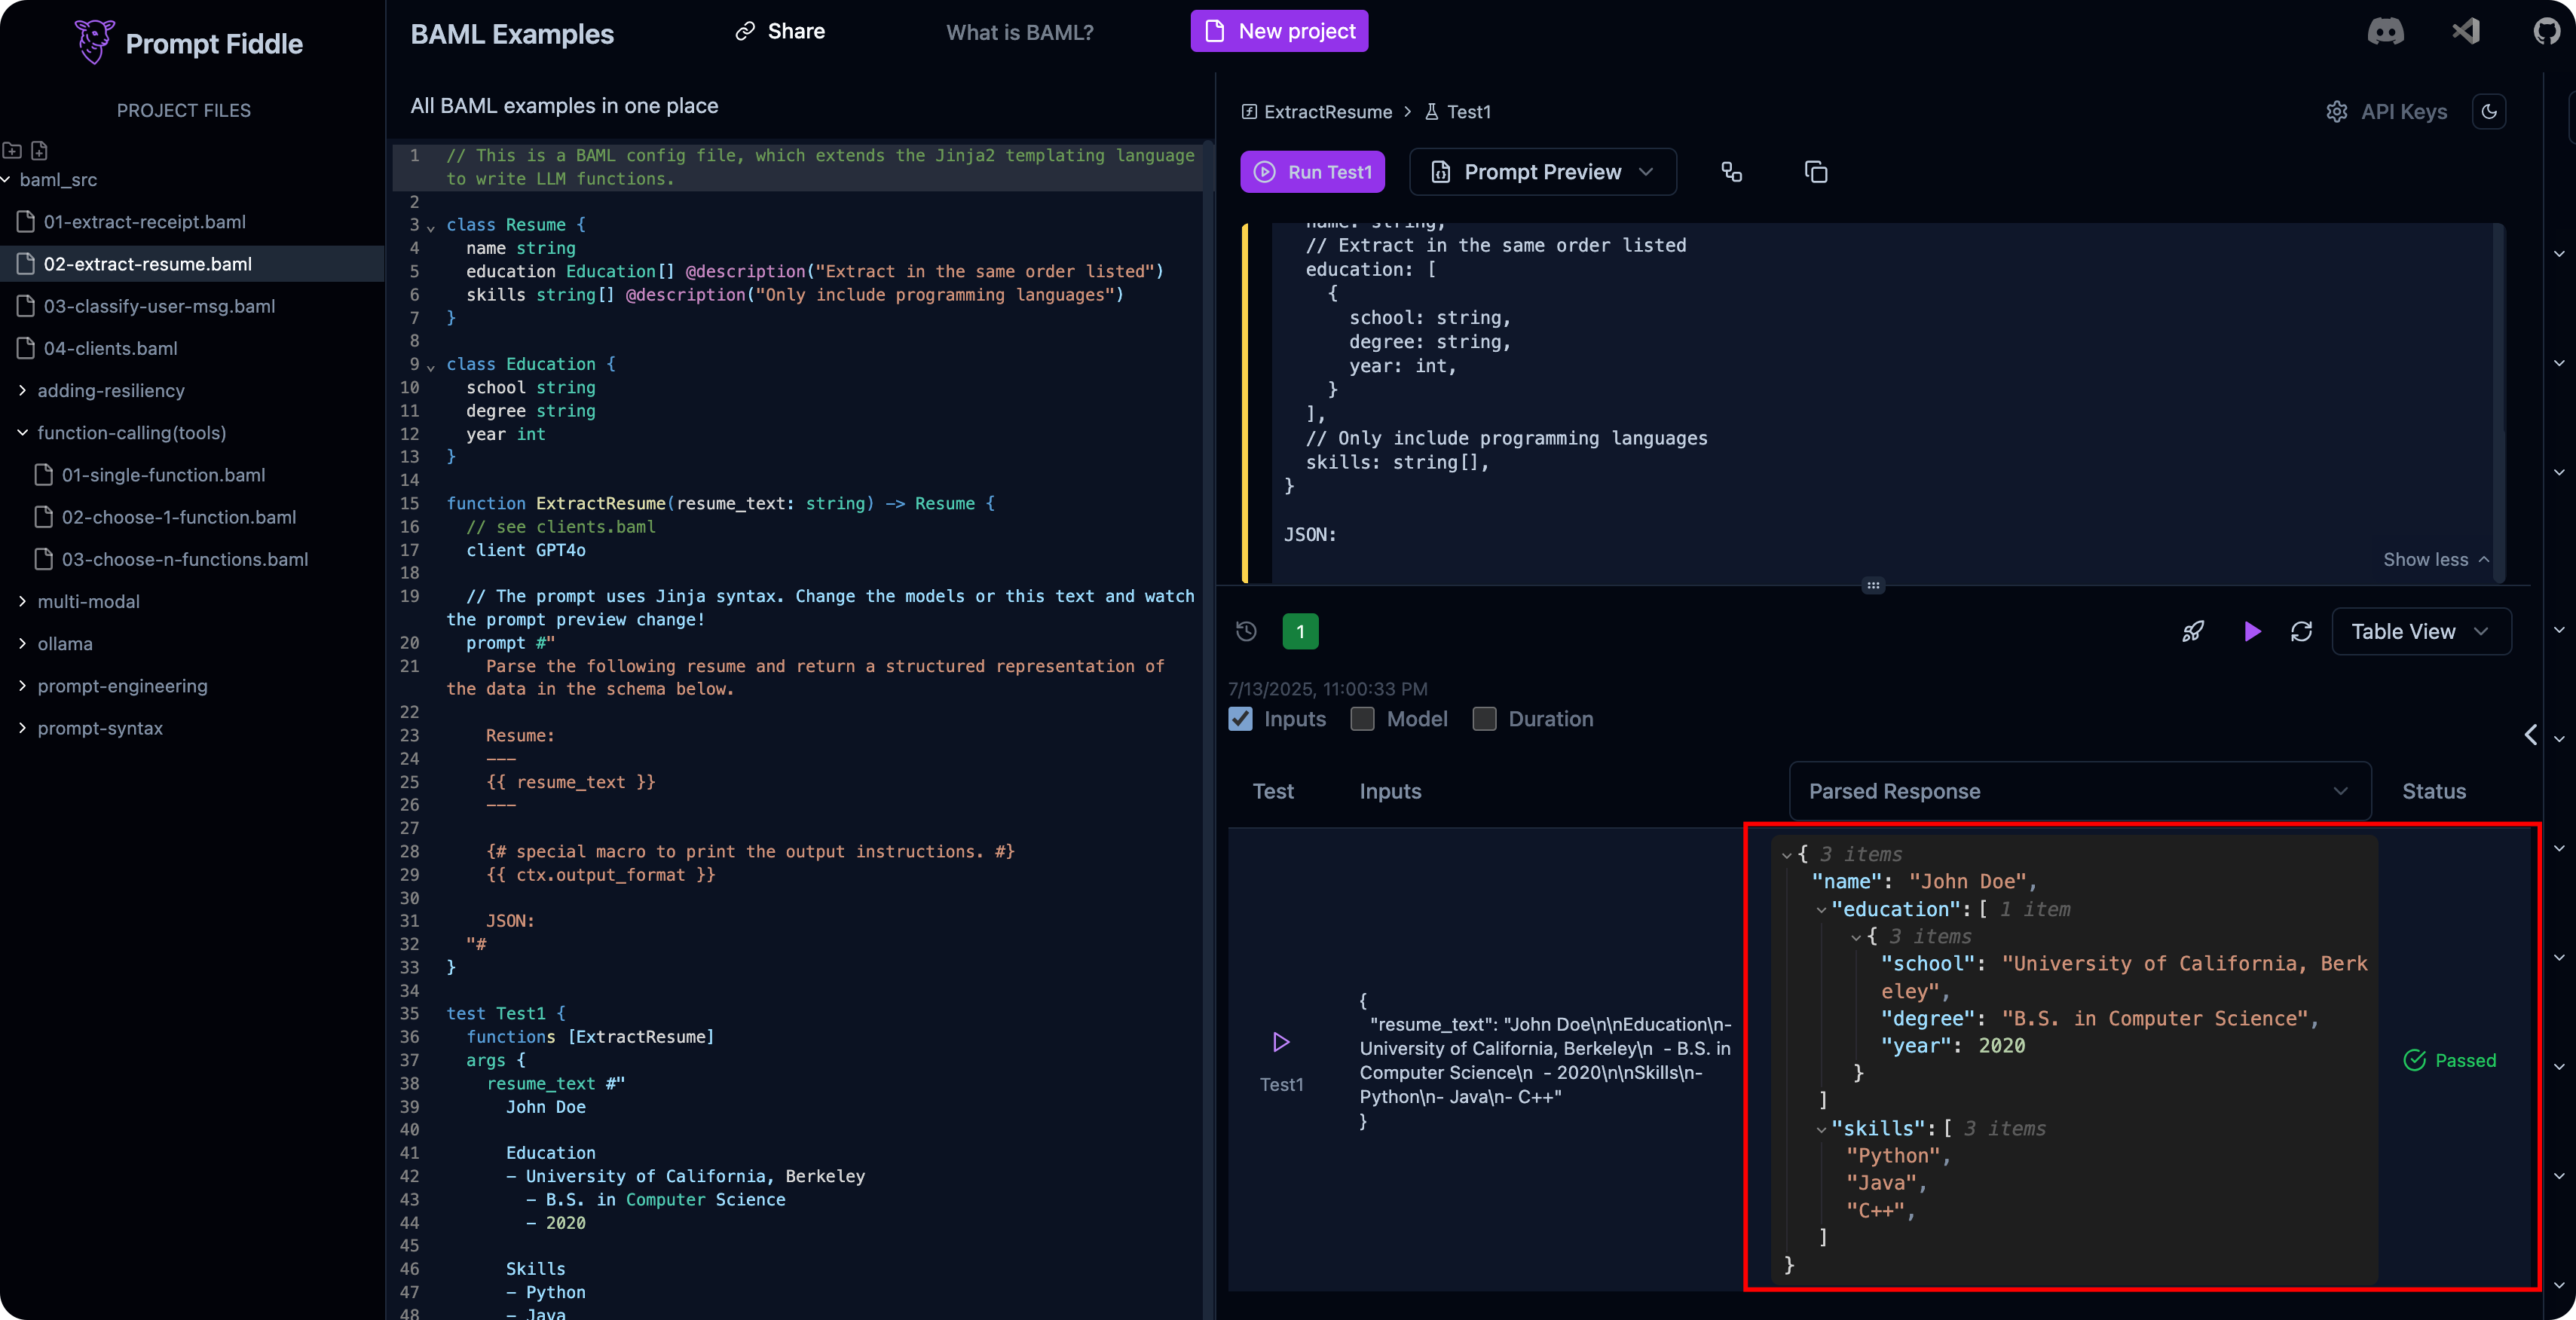 Prompt Fiddle
PROJECT FILES
baml_src
01-extract-receipt.baml
02-extract-resume.baml
03-classify-user-msg.baml
04-clients.baml
adding-resiliency
function-calling(tools)
01-single-function.baml
02-choose-1-function.baml
03-choose-n-functions.baml
multi-modal
ollama
prompt-engineering
prompt-syntax
BAML Examples
Share
What is BAML?
New project
All BAML examples in one place
1 // This is a BAML config file, which extends the Jinja2 templating language
to write LLM functions.
2
3 class Resume {
4 name string
5 education Education[] @description("Extract in the same order listed")
6 skills string[] @description("Only include programming languages")
7 }
8
9 class Education {
10 school string
11 degree string
12 year int
13 }
14
15 function ExtractResume(resume_text: string) -> Resume {
16 // see clients.baml
17 client GPT4o
18
19 // The prompt uses Jinja syntax. Change the models or this text and watch
the prompt preview change!
20 prompt #"
21 Parse the following resume and return a structured representation of
the data in the schema below.
22
23 Resume:
24 ---
25 {{ resume_text }}
26 ---
27
28 {# special macro to print the output instructions. #}
29 {{ ctx.output_format }}
30
31 JSON:
32 "#
33 }
34
35 test Test1 {
36 functions [ExtractResume]
37 args {
38 resume_text #"
39 John Doe
40
41 Education
42 - University of California, Berkeley
43 - B.S. in Computer Science
44 - 2020
45
46 Skills
47 - Python
48 - Java
ExtractResume > Test1
API Keys
Run Test1
Prompt Preview
name: string,
// Extract in the same order listed
education: [
{
school: string,
degree: string,
year: int,
}
],
// Only include programming languages
skills: string[],
}
JSON:
Show less
1
Table View
7/13/2025, 11:00:33 PM
Inputs Model Duration
Test Inputs Parsed Response Status
Test1
{
"resume_text": "John Doe\n\nEducation\n-
University of California, Berkeley\n - B.S. in
Computer Science\n - 2020\n\nSkills\n-
Python\n- Java\n- C++"
}
{ 3 items
"name": "John Doe",
"education": [ 1 item
{ 3 items
"school": "University of California, Berk
eley",
"degree": "B.S. in Computer Science",
"year": 2020
}
]
"skills": [ 3 items
"Python",
"Java",
"C++",
]
}
Passed